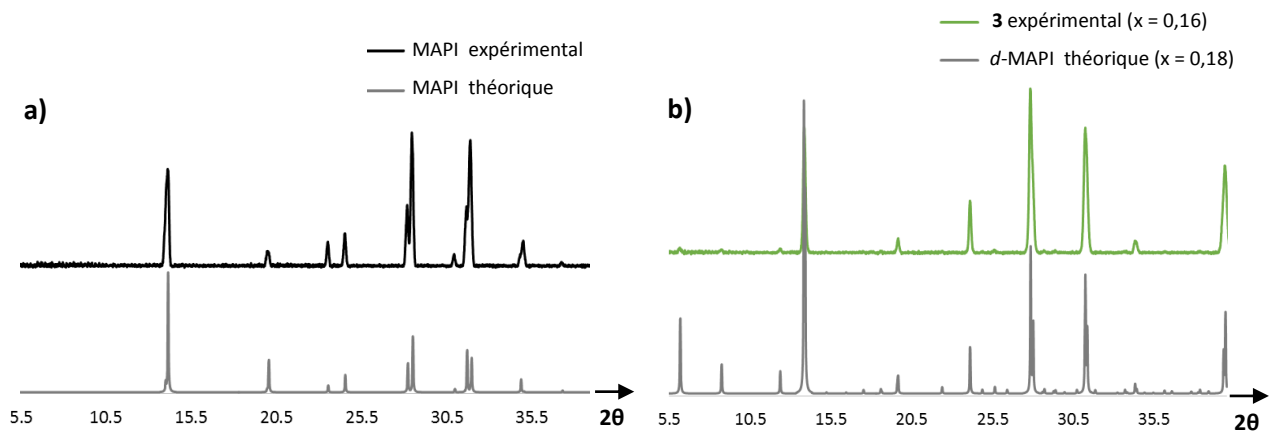 a)
MAPI expérimental
MAPI théorique
5.5 10.5 15.5 20.5 25.5 30.5 35.5
2θ
b)
3 expérimental (x = 0,16)
d-MAPI théorique (x = 0,18)
5.5 10.5 15.5 20.5 25.5 30.5 35.5
2θ